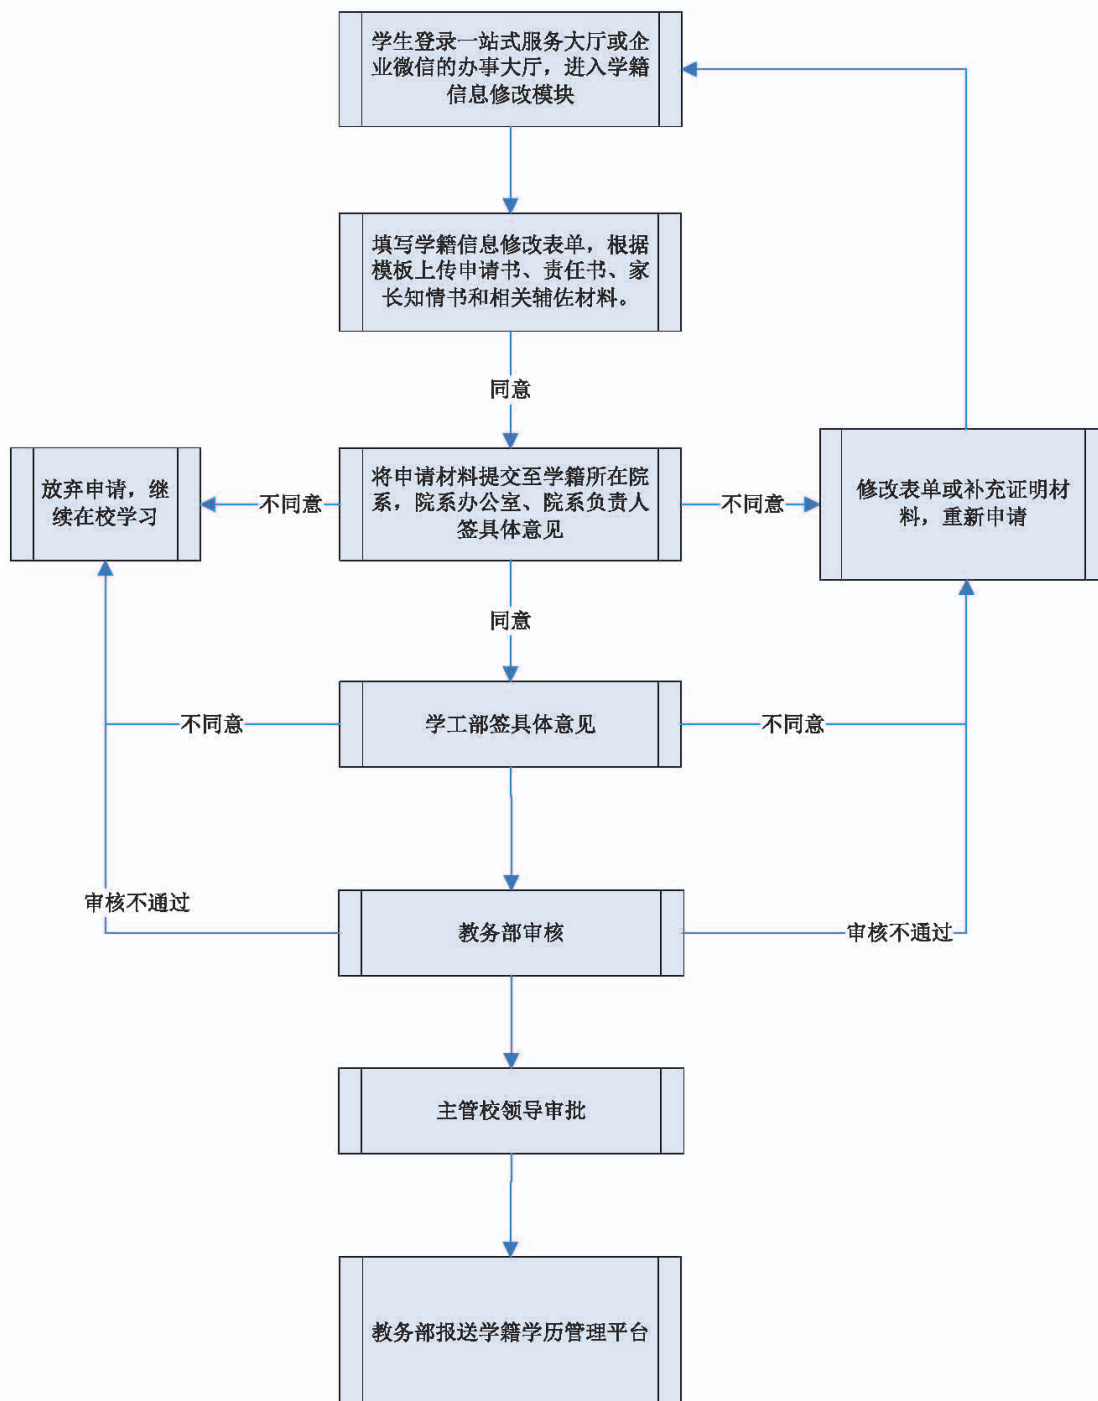 学生登录一站式服务大厅或企
业微信的办事大厅，进入学籍
信息修改模块
填写学籍信息修改表单，根据
模板上传申请书、责任书、家
长知情书和相关辅佐材料。
同意
放弃申请，继
续在校学习
不同意
将申请材料提交至学籍所在院
系，院系办公室、院系负责人
签具体意见
不同意
修改表单或补充证明材
料，重新申请
同意
不同意
学工部签具体意见
不同意
审核不通过
教务部审核
审核不通过
主管校领导审批
教务部报送学籍学历管理平台